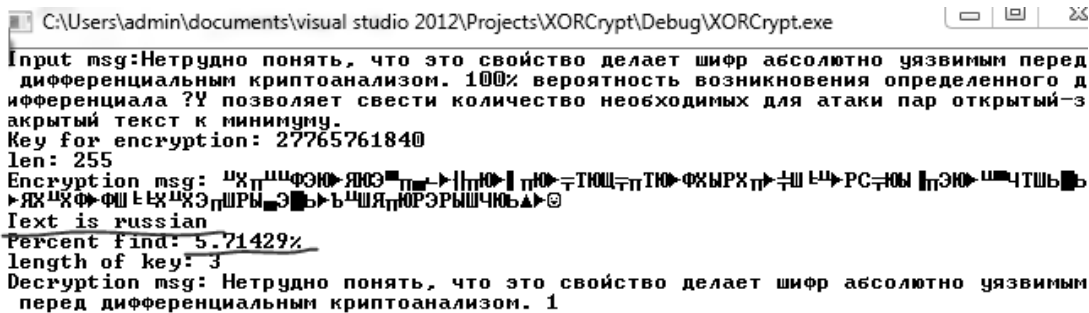 C:\Users\admin\documents\visual studio 2012\Projects\XORCrypt\Debug\XORCrypt.exe
Input msg:Нетрудно понять, что это свойство делает шифр абсолютно уязвимым перед
дифференциальным криптоанализом. 100% вероятность возникновения определенного д
ифференциала ?Y позволяет свести количество необходимых для атаки пар открытый-з
акрытый текст к минимуму.
Key for encryption: 27765761840
len: 255
Encryption msg:
Text is russian
Percent find: 5.71429%
length of key: 3
Decryption msg: Нетрудно понять, что это свойство делает шифр абсолютно уязвимым
перед дифференциальным криптоанализом. 1